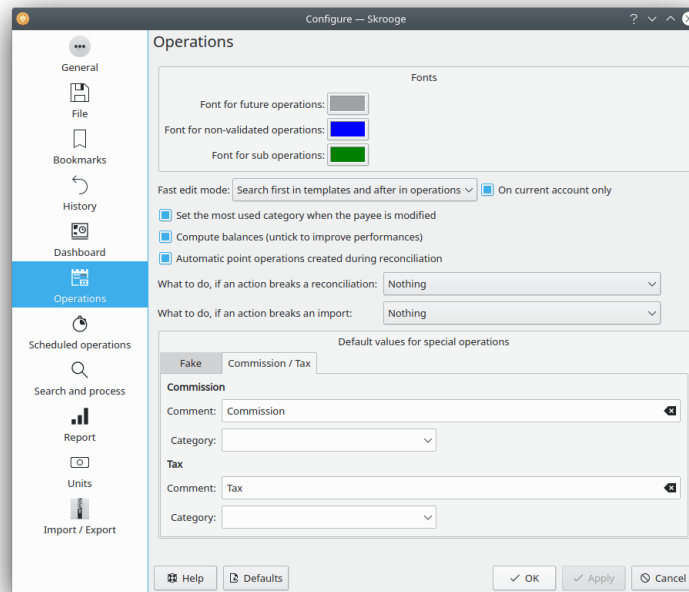 Configure — Skrooge
General
File
Bookmarks
History
Dashboard
Operations
Scheduled operations
Search and process
Report
Units
Import / Export
Operations
Fonts
Font for future operations:
Font for non-validated operations:
Font for sub operations:
Fast edit mode: Search first in templates and after in operations On current account only
Set the most used category when the payee is modified
Compute balances (untick to improve performances)
Automatic point operations created during reconciliation
What to do, if an action breaks a reconciliation: Nothing
What to do, if an action breaks an import: Nothing
Default values for special operations
Fake Commission / Tax
Commission
Comment: Commission
Category:
Tax
Comment: Tax
Category:
Help Defaults OK Apply Cancel